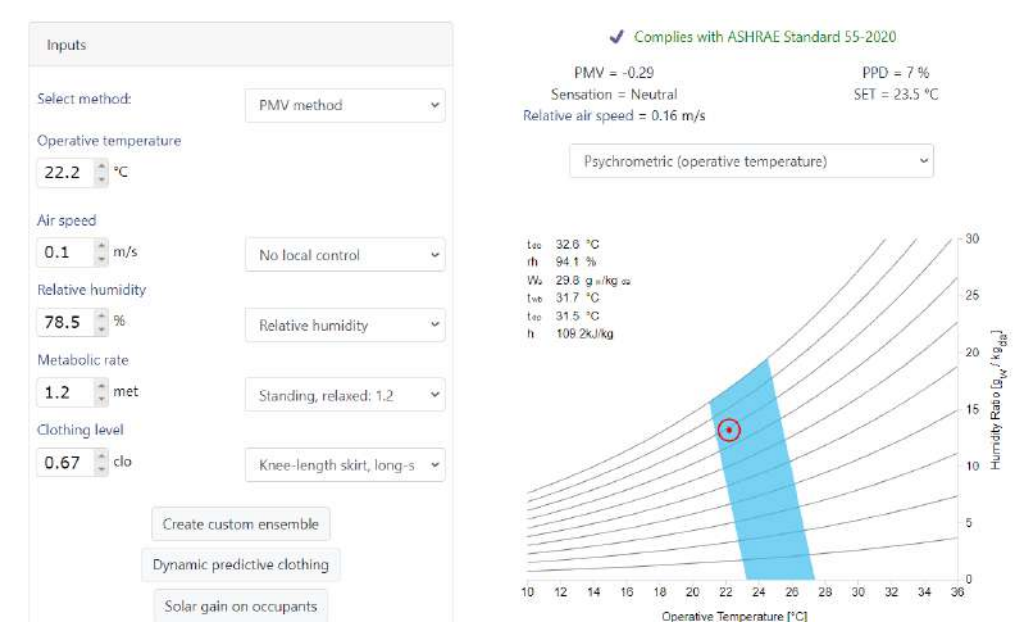 Inputs
Select method:
PMV method
Operative temperature
22.2 °C
Air speed
0.1 m/s
No local control
Relative humidity
78.5 %
Relative humidity
Metabolic rate
1.2 met
Standing, relaxed: 1.2
Clothing level
0.67 clo
Knee-length skirt, long-s
Create custom ensemble
Dynamic predictive clothing
Solar gain on occupants
Complies with ASHRAE Standard 55-2020
PMV = -0.29
PPD = 7 %
Sensation = Neutral
SET = 23.5 °C
Relative air speed = 0.16 m/s
Psychrometric (operative temperature)
32.6 °C
rh 94.1 %
29.8 g
31.7 °C
31.5 °C
h 109.2kJ/kg
30
25
20
15
10
5
0
Humidity Ratio [gw / kgda]
10 12 14 16 18 20 22 24 26 28 30 32 34 36
Operative Temperature [°C]